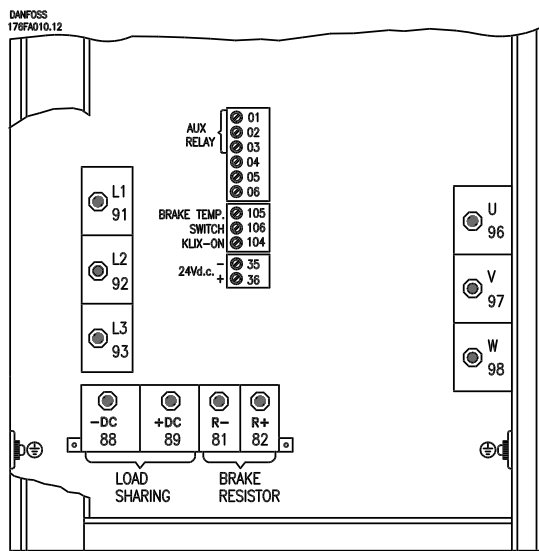 DANFOSS
176FA010.12
AUX
RELAY
01
02
03
04
05
06
BRAKE TEMP.
SWITCH
KLIX-ON
105
106
104
24Vd.c.
-
+
35
36
L1
91
L2
92
L3
93
U
96
V
97
W
98
-DC
88
+DC
89
R-
81
R+
82
LOAD
SHARING
BRAKE
RESISTOR